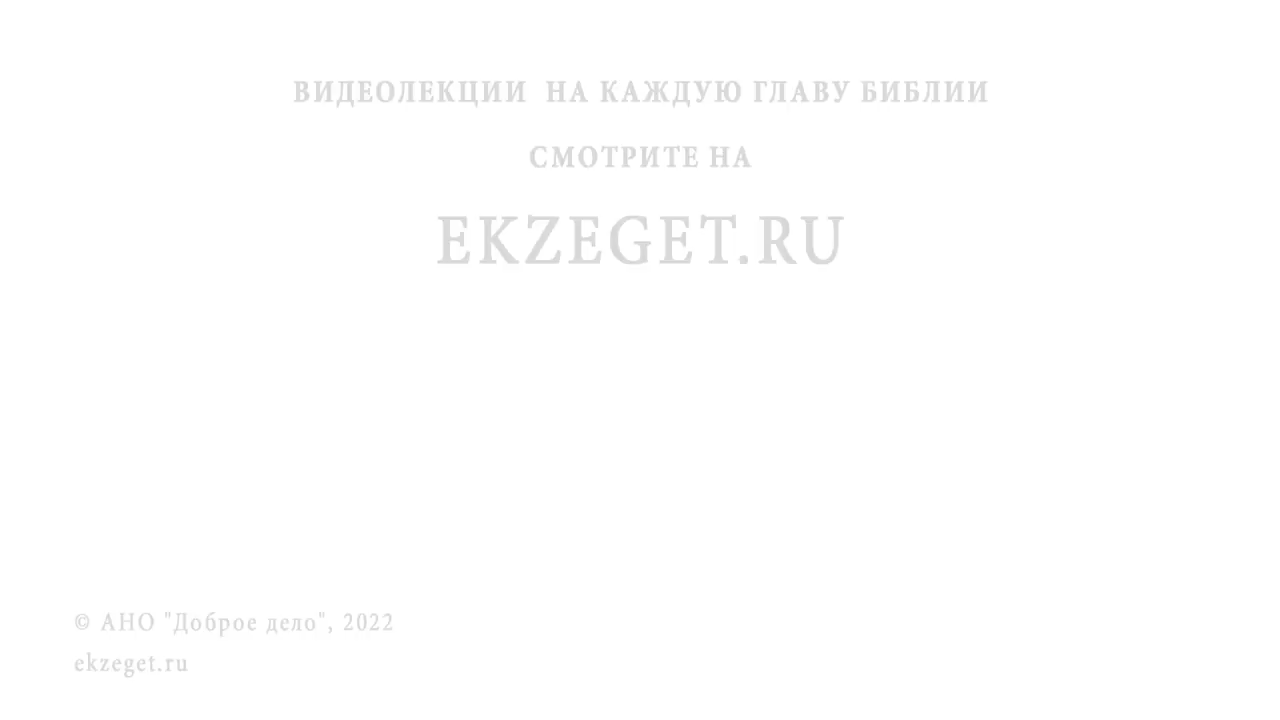 ВИДЕОЛЕКЦИИ НА КАЖДУЮ ГЛАВУ БИБЛИИ
СМОТРИТЕ НА
EKZEGET.RU
© АНО "Доброе дело", 2022
ekzeget.ru